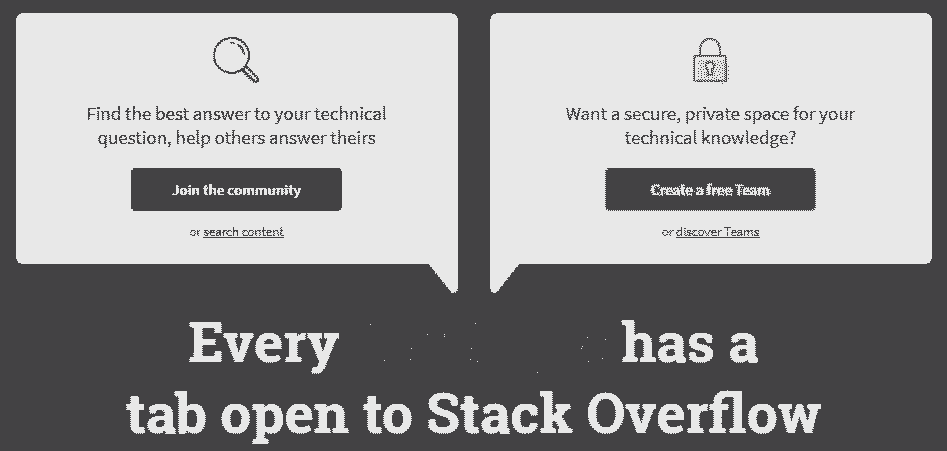 Find the best answer to your technical
question, help others answer theirs
Join the community
or search content
Want a secure, private space for your
technical knowledge?
Create a free Team
or discover Teams
Every has a
tab open to Stack Overflow